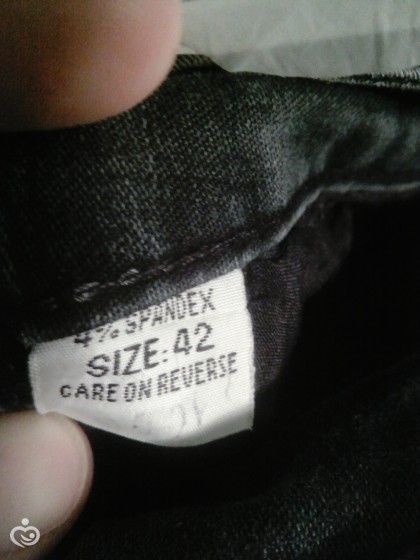 4% SPANDEX
SIZE: 42
CARE ON REVERSE